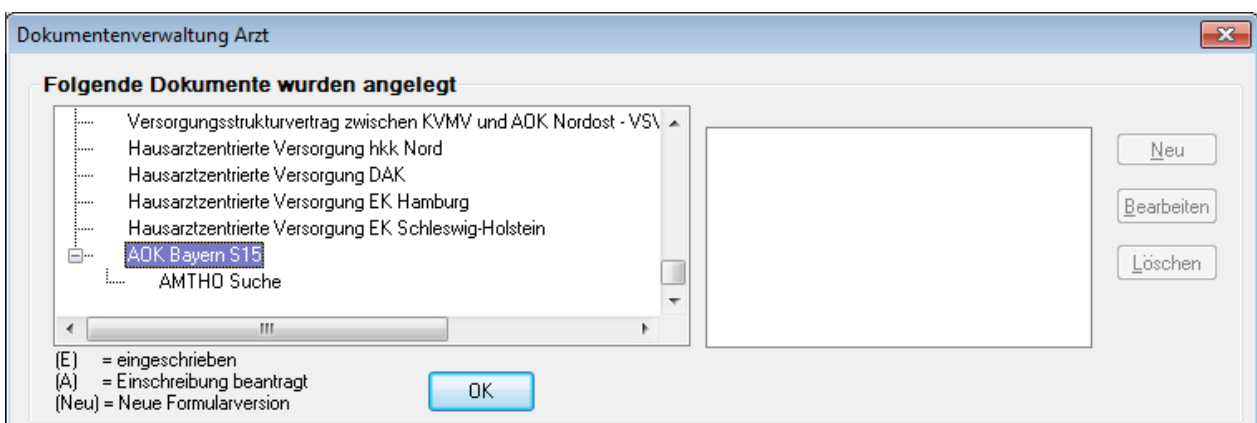 Dokumentenverwaltung Arzt
Folgende Dokumente wurden angelegt
Versorgungsstrukturvertrag zwischen KVMV und AOK Nordost - VSV
Hausarztzentrierte Versorgung hkk Nord
Hausarztzentrierte Versorgung DAK
Hausarztzentrierte Versorgung EK Hamburg
Hausarztzentrierte Versorgung EK Schleswig-Holstein
AOK Bayern S15
AMTHO Suche
Neu
Bearbeiten
Löschen
(E) = eingeschrieben
(A) = Einschreibung beantragt
(Neu) = Neue Formularversion
OK